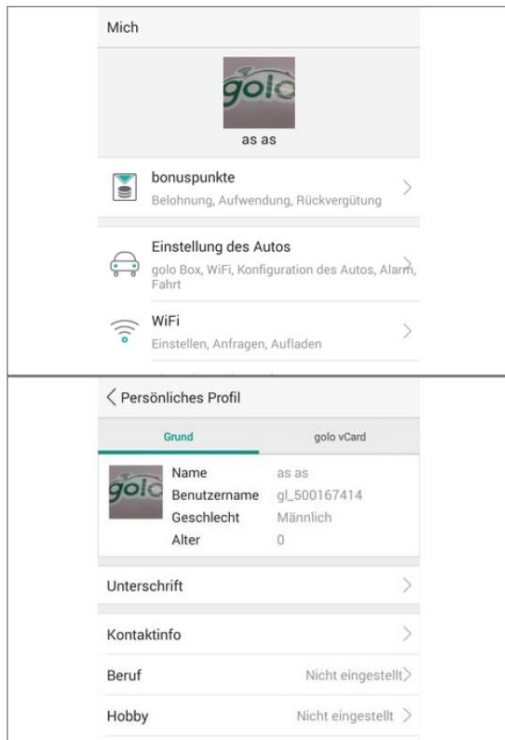 Mich
golo
as as
bonuspunkte
Belohnung, Aufwendung, Rückvergütung
Einstellung des Autos
golo Box, WiFi, Konfiguration des Autos, Alarm,
Fahrt
WiFi
Einstellen, Anfragen, Aufladen
Persönliches Profil
Grund golo vCard
golo
Name as as
Benutzername gl_500167414
Geschlecht Männlich
Alter 0
Unterschrift
Kontaktinfo
Beruf Nicht eingestellt
Hobby Nicht eingestellt